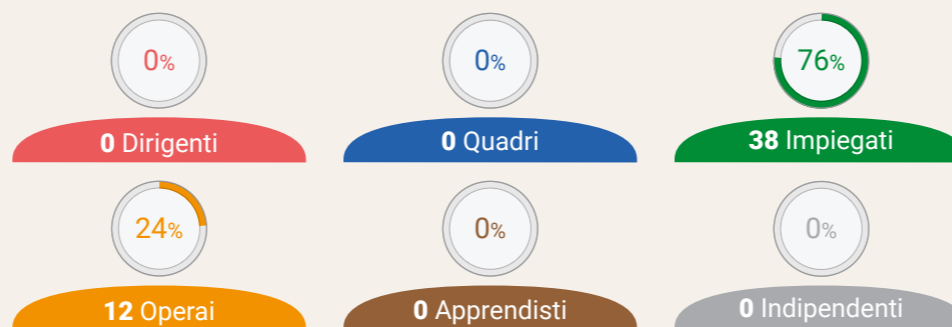 0%
0%
76%
0 Dirigenti
0 Quadri
38 Impiegati
24%
0%
0%
12 Operai
0 Apprendisti
0 Indipendenti